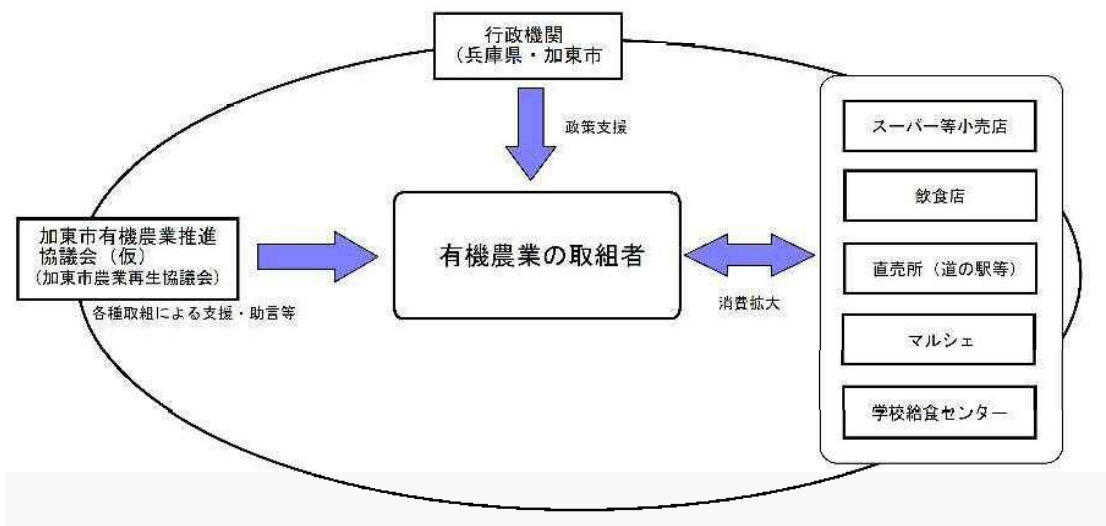 行政機関
(兵庫県・加東市
政策支援
加東市有機農業推進
協議会(仮)
(加東市農業再生協議会)
各種取組による支援・助言等
有機農業の取組者
消費拡大
スーパー等小売店
飲食店
直売所(道の駅等)
マルシェ
学校給食センター